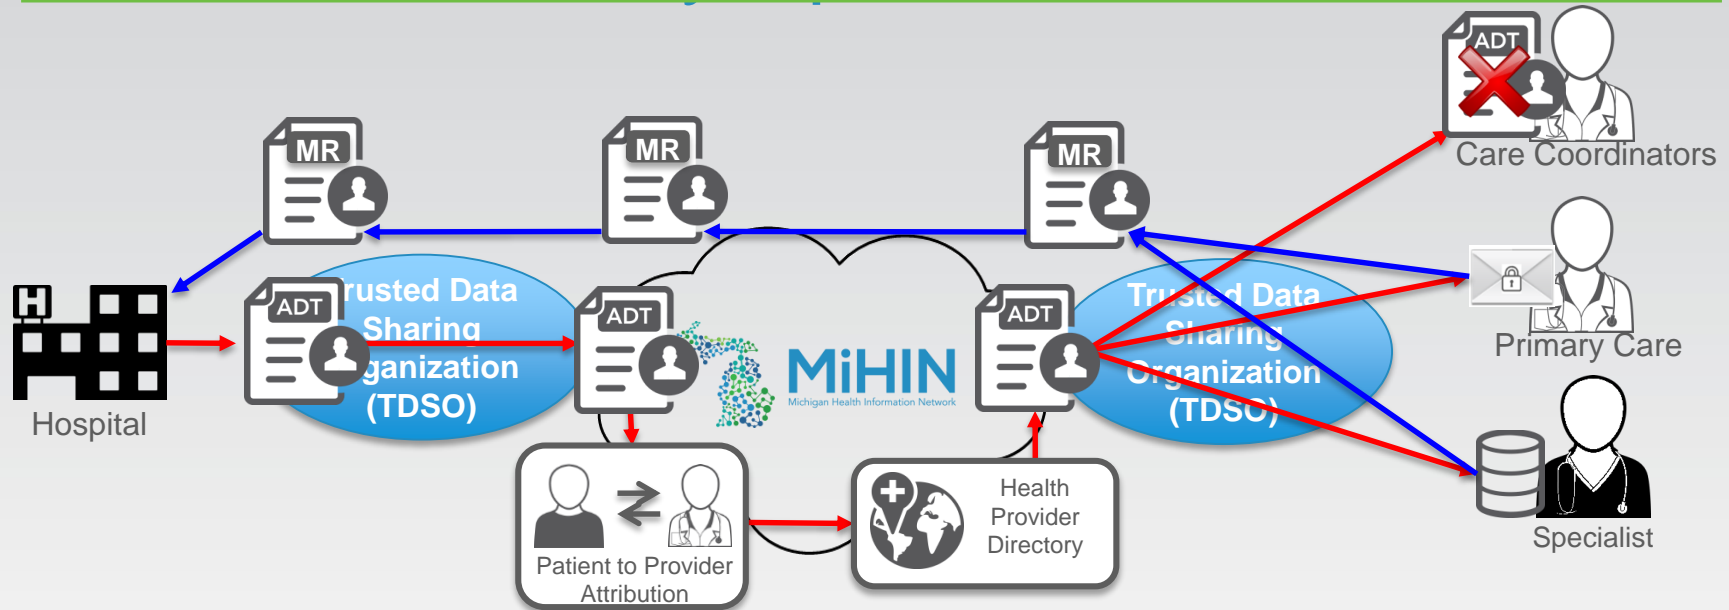 ADT
Care Coordinators
MR
MR
MR
Primary Care
H
Hospital
ADT
Trusted Data
Sharing
Organization
(TDSO)
ADT
MiHIN
Michigan Health Information Network
ADT
Trusted Data
Sharing
Organization
(TDSO)
Specialist
Patient to Provider
Attribution
Health
Provider
Directory